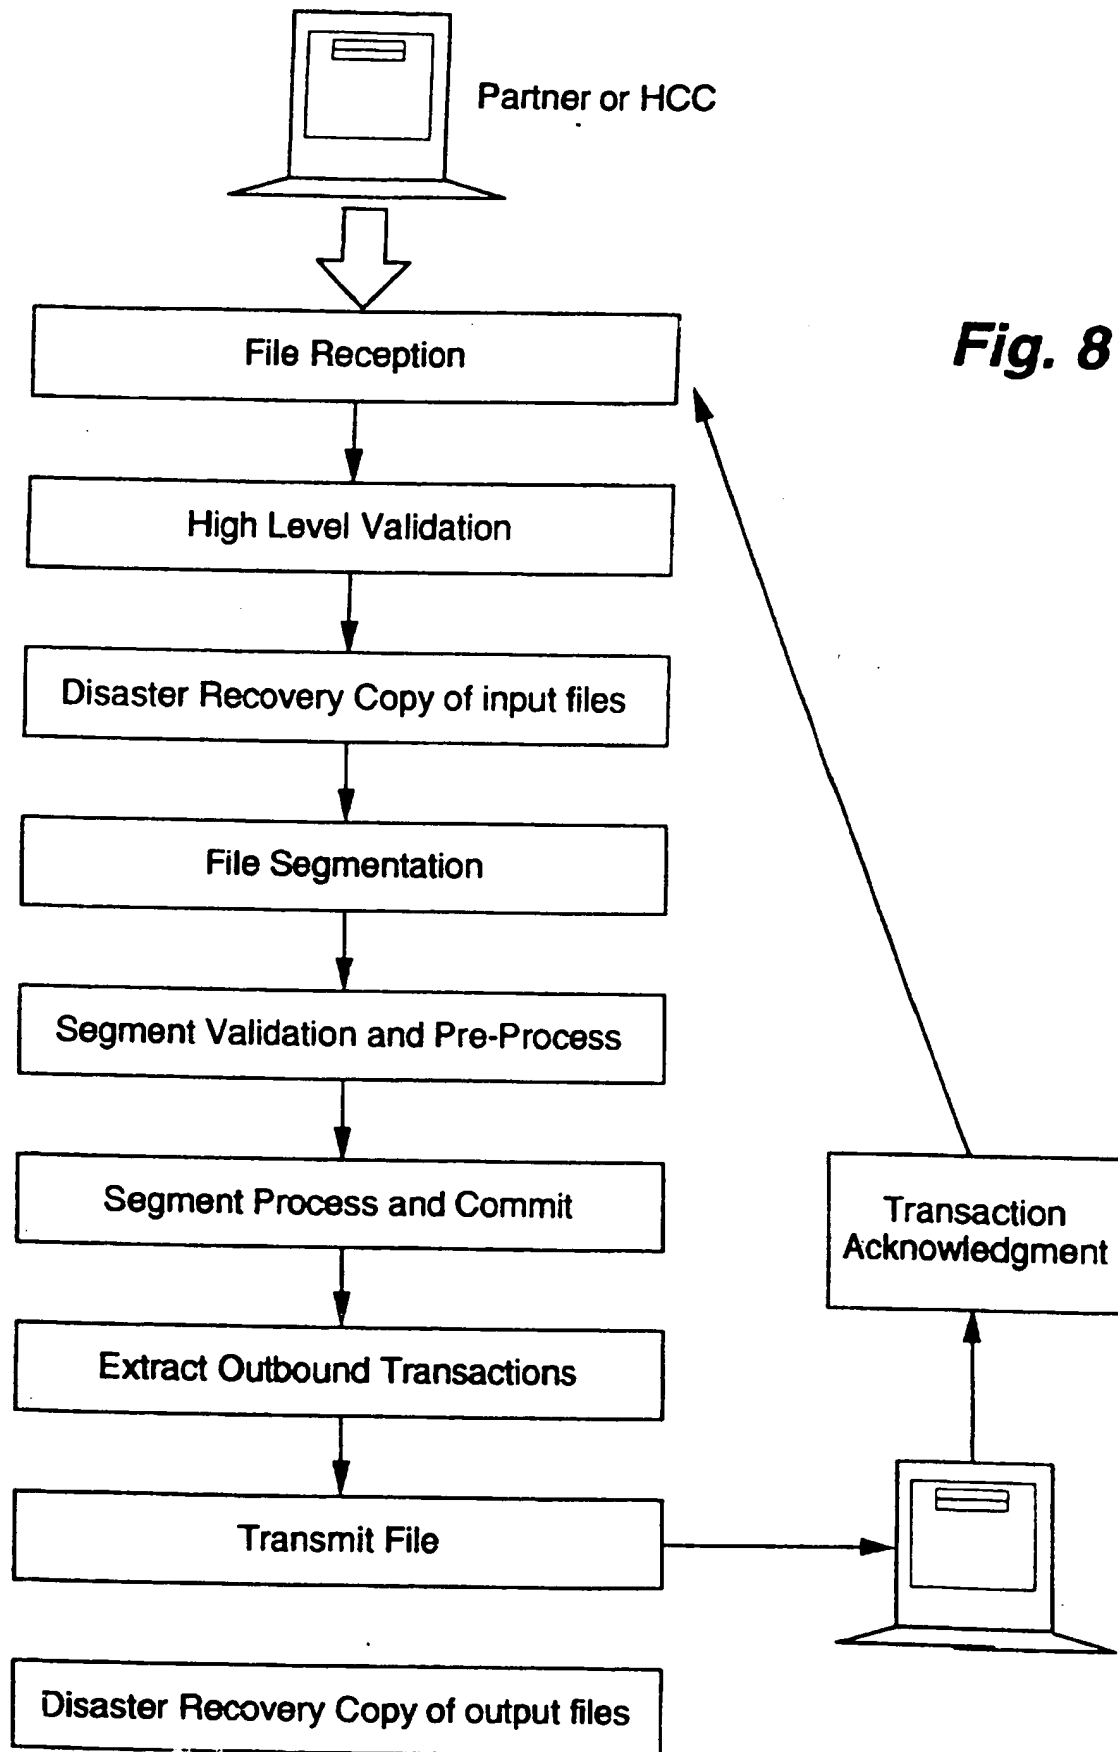 Partner or HCC
Fig. 8
File Reception
High Level Validation
Disaster Recovery Copy of input files
File Segmentation
Segment Validation and Pre-Process
Segment Process and Commit
Transaction
Acknowledgment
Extract Outbound Transactions
Transmit File
Disaster Recovery Copy of output files